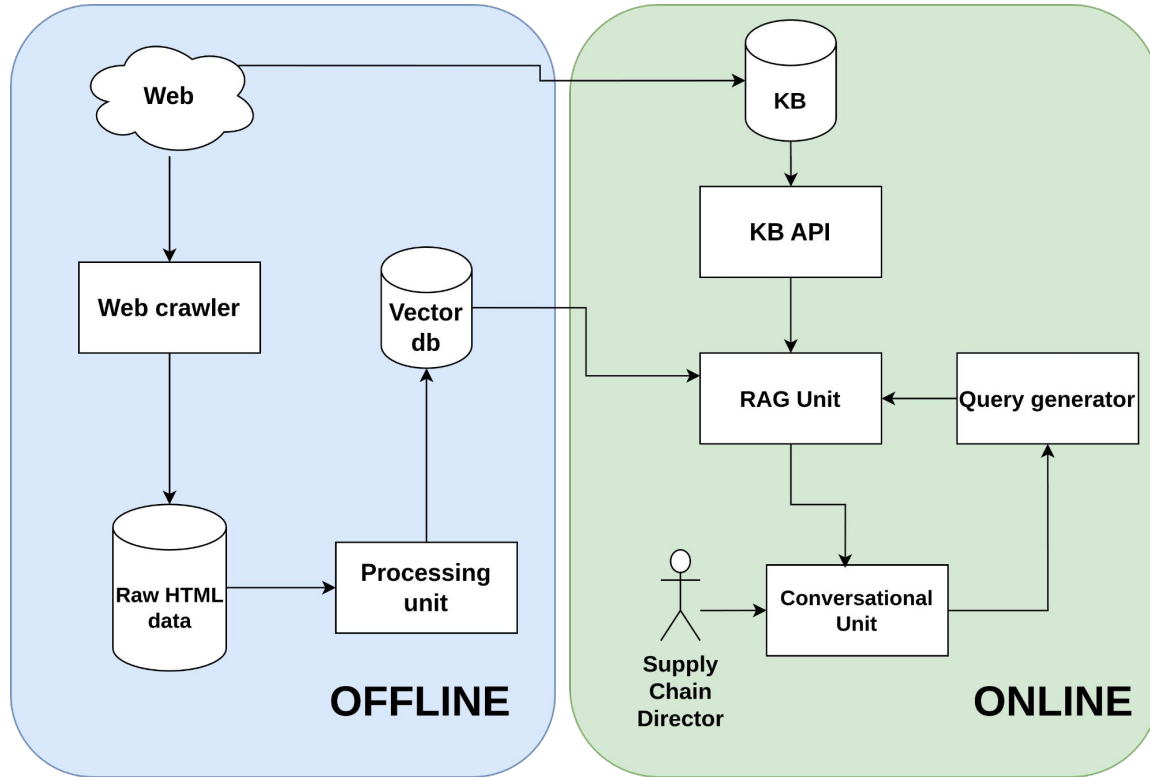 Web
KB
KB API
Web crawler
Vector
db
RAG Unit
Query generator
Raw HTML
data
Processing
unit
Conversational
Unit
Supply
Chain
Director
OFFLINE
ONLINE